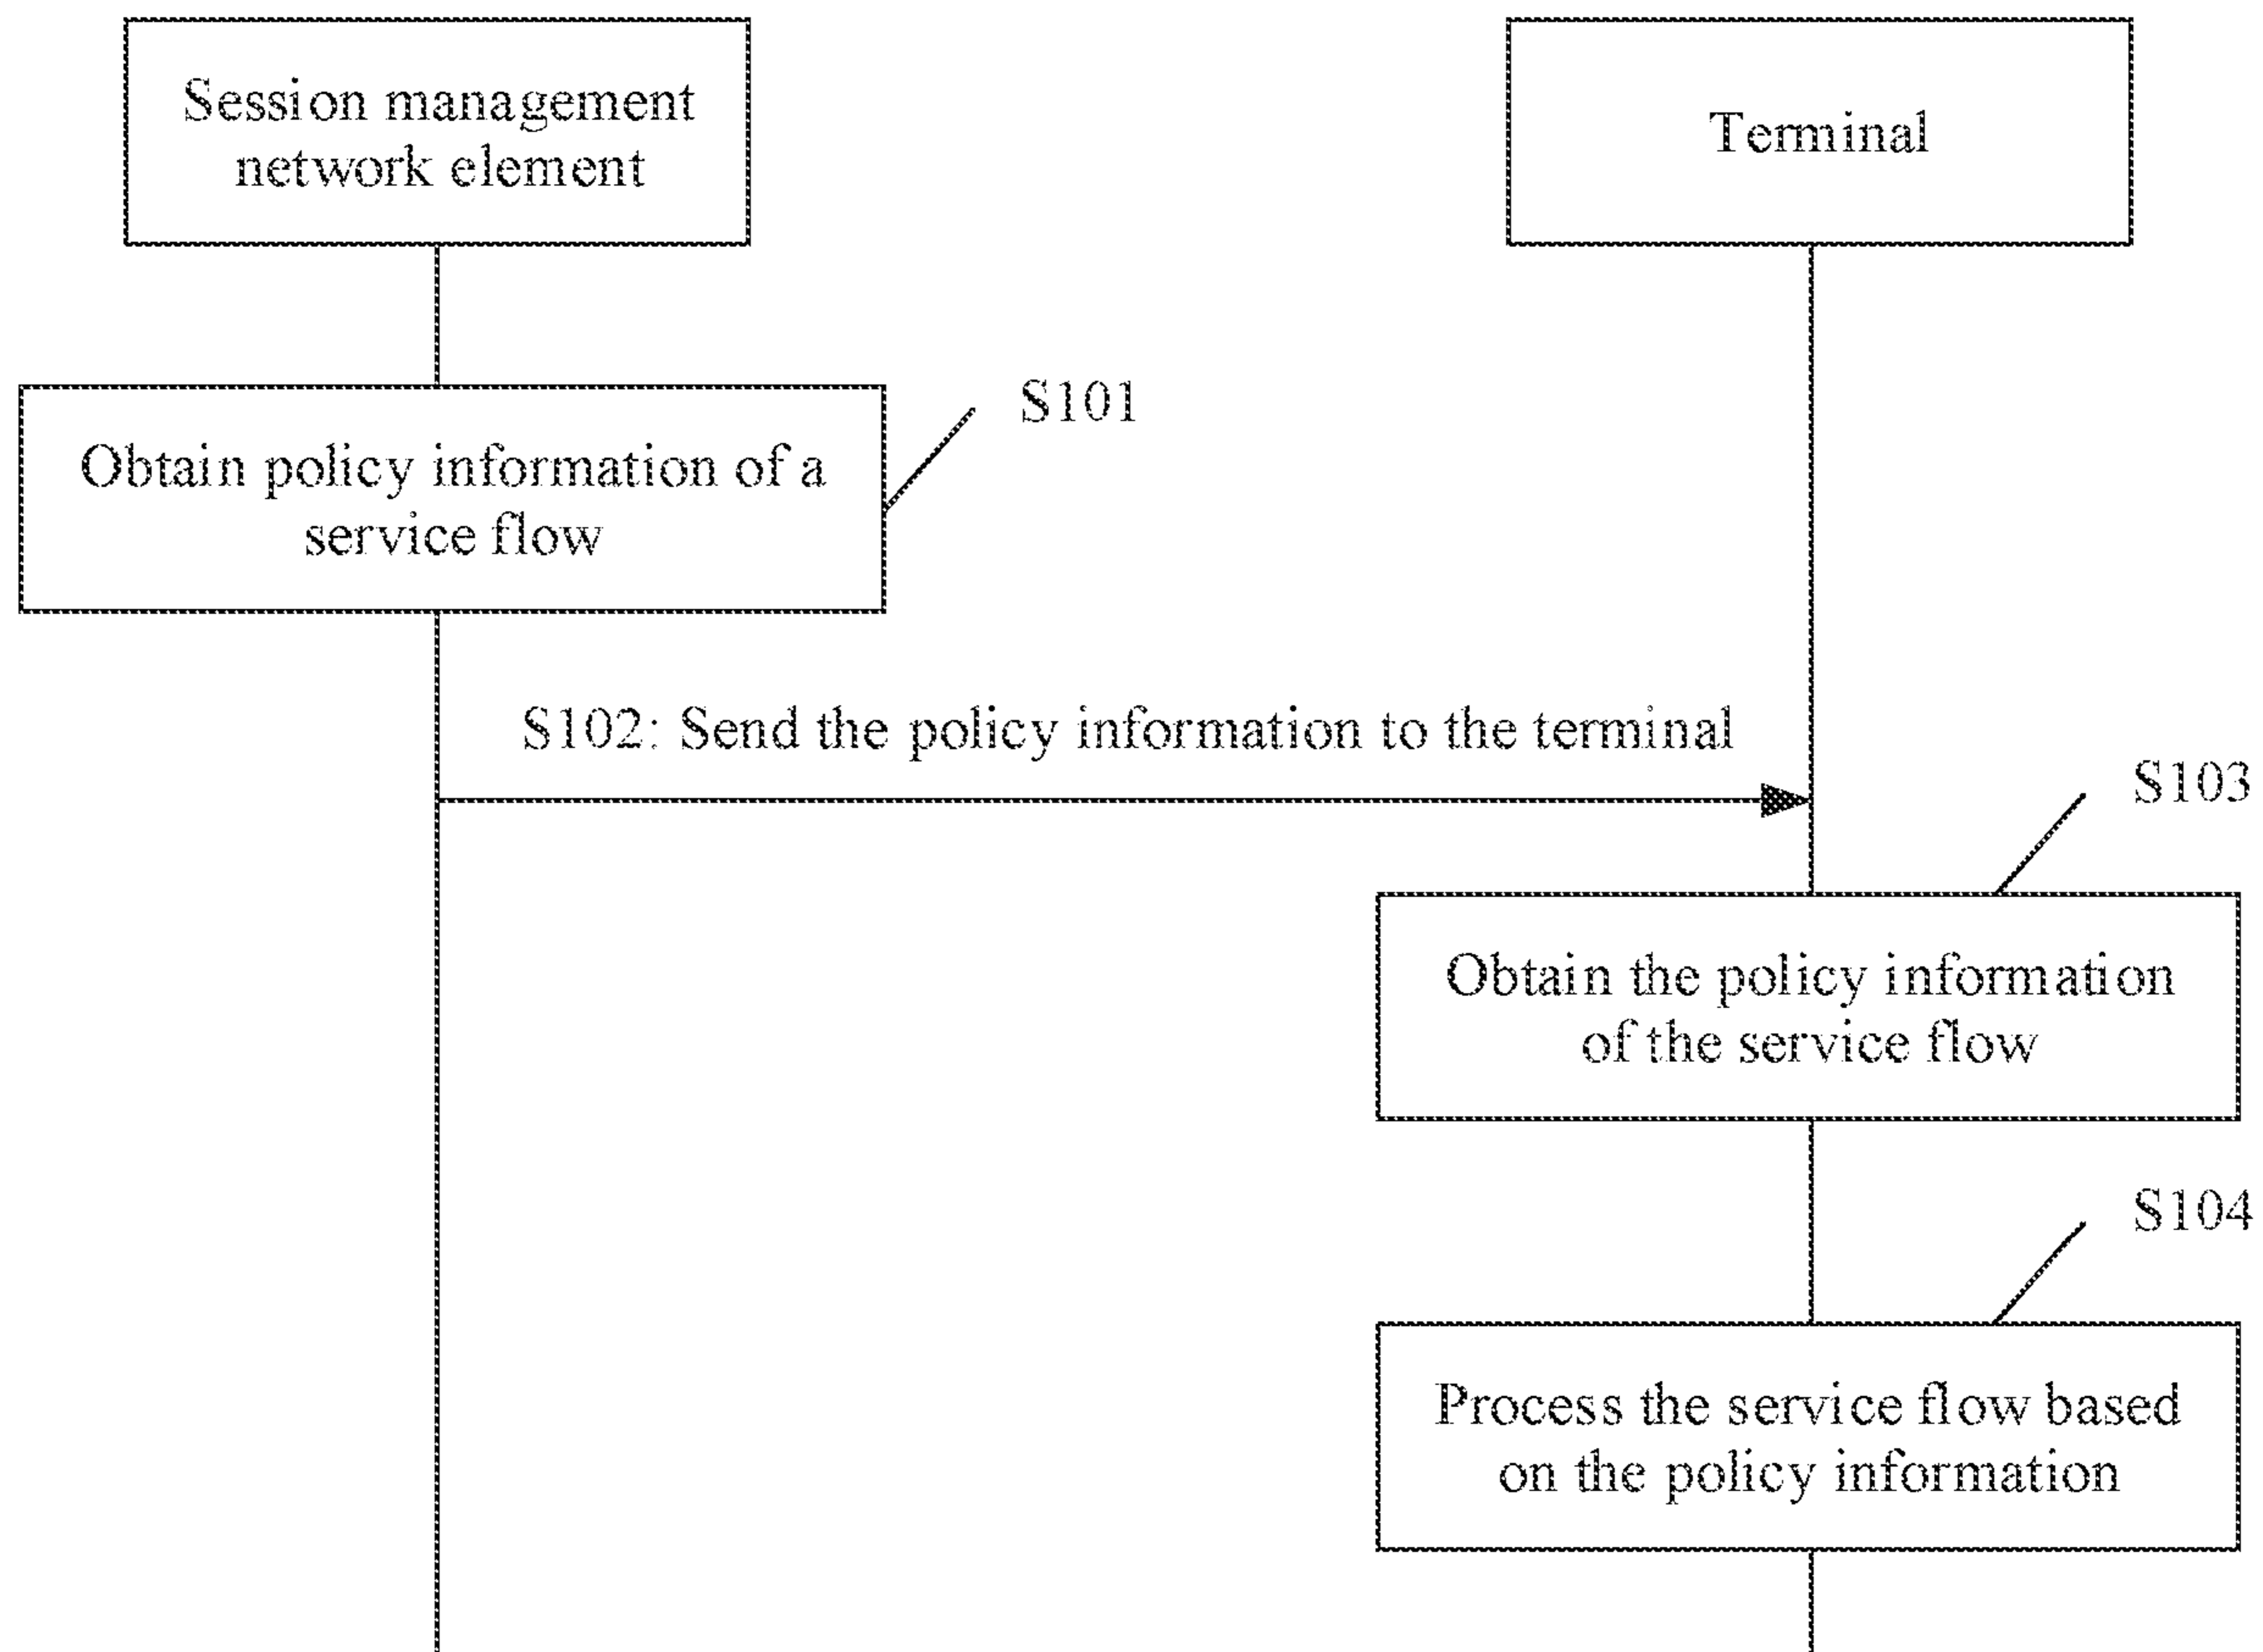 Session management
network element
Terminal
S101
Obtain policy information of a
service flow
S102: Send the policy information to the terminal
S103
Obtain the policy information
of the service flow
S104
Process the service flow based
on the policy information